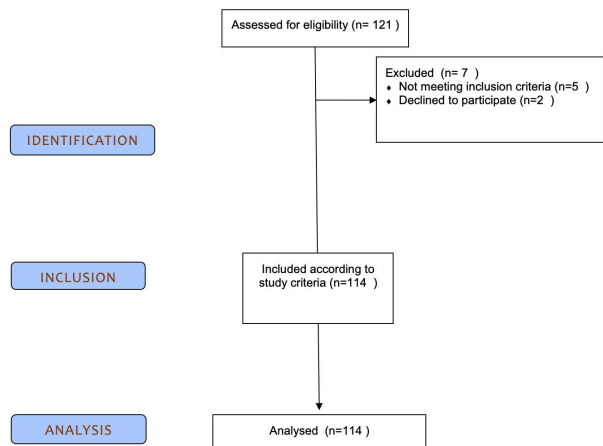 Assessed for eligibility (n= 121 )
Excluded (n= 7 )
♦ Not meeting inclusion criteria (n=5 )
♦ Declined to participate (n=2 )
IDENTIFICATION
Included according to
study criteria (n=114 )
INCLUSION
Analysed (n=114 )
ANALYSIS